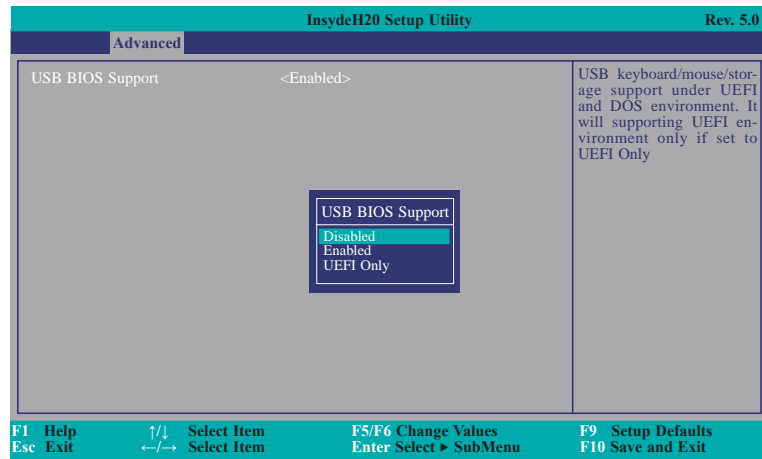 InsydeH20 Setup Utility Rev. 5.0
Advanced
USB BIOS Support <Enabled>
USB keyboard/mouse/stor-
age support under UEFI
and DOS environment. It
will supporting UEFI en-
vironment only if set to
UEFI Only
USB BIOS Support
Disabled
Enabled
UEFI Only
F1 Help ↑/↓ Select Item F5/F6 Change Values F9 Setup Defaults
Esc Exit ←/→ Select Item Enter Select ▶ SubMenu F10 Save and Exit